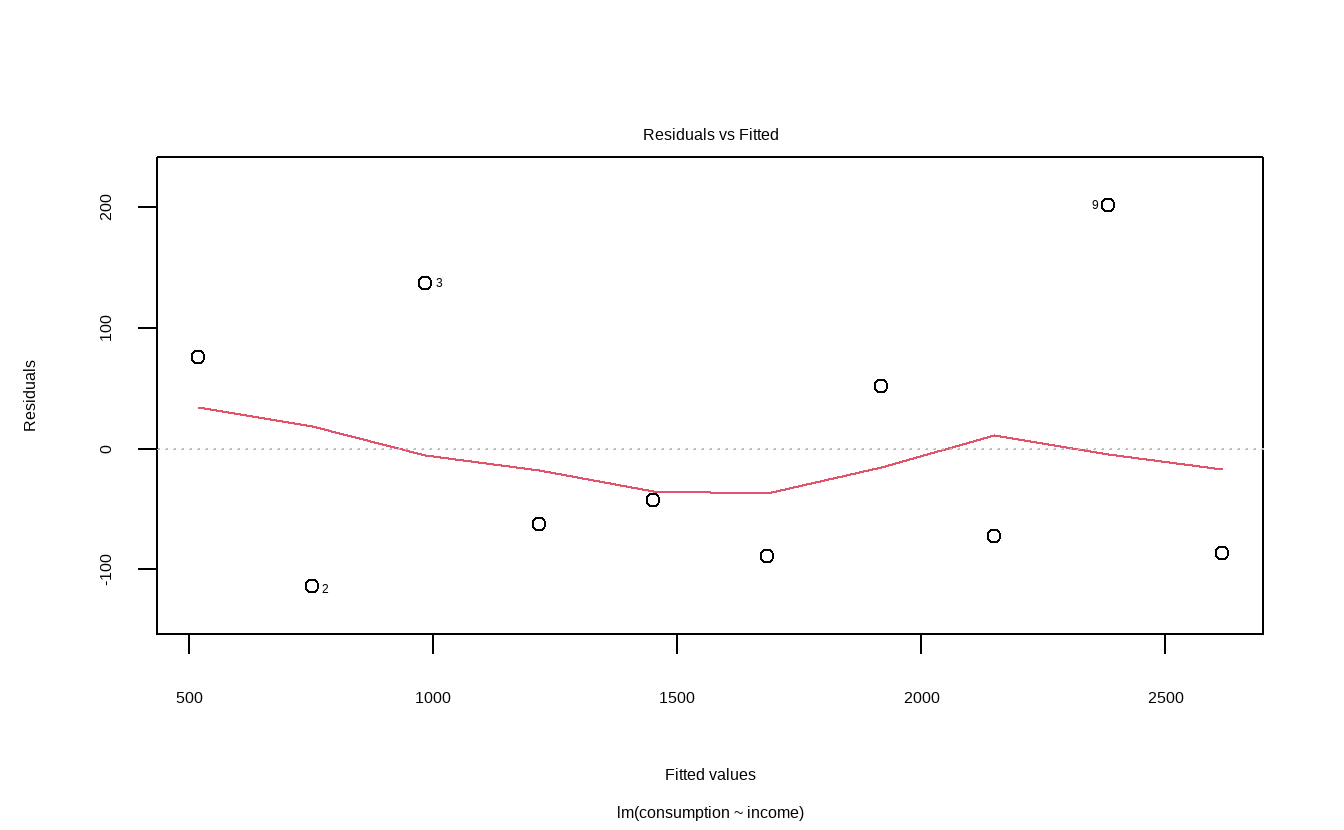 Residuals vs Fitted
Residuals
200
100
0
-100
9
3
2
500 1000 1500 2000 2500
Fitted values
lm(consumption ~ income)